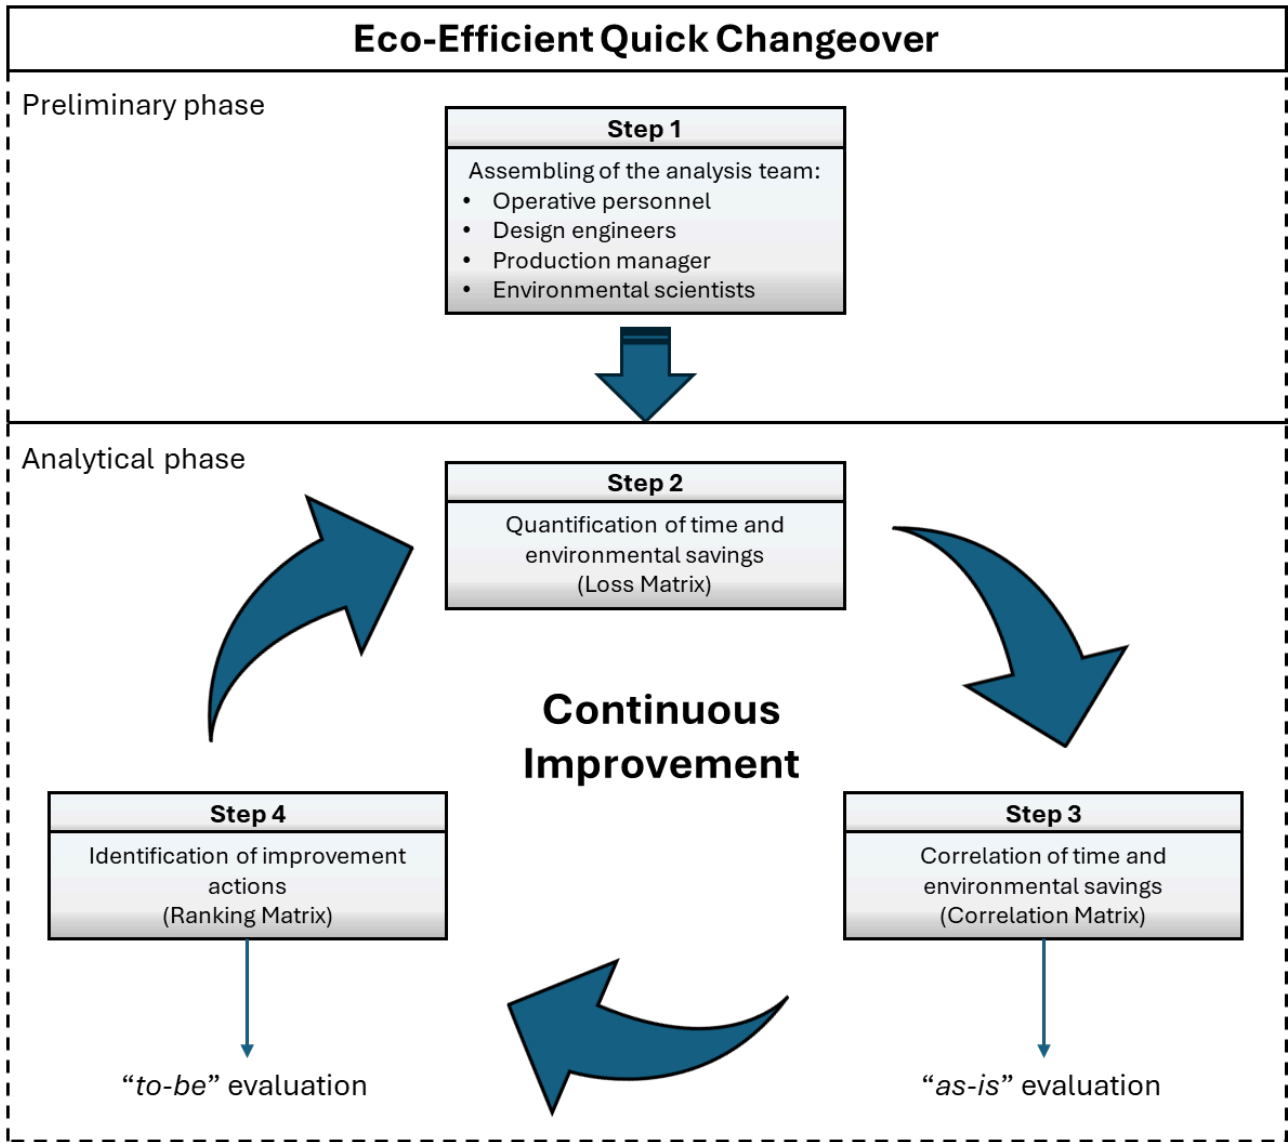 Eco-Efficient Quick Changeover
Preliminary phase
Step 1
Assembling of the analysis team:
• Operative personnel
• Design engineers
• Production manager
• Environmental scientists
Analytical phase
Step 2
Quantification of time and
environmental savings
(Loss Matrix)
Continuous
Improvement
Step 4
Identification of improvement
actions
(Ranking Matrix)
Step 3
Correlation of time and
environmental savings
(Correlation Matrix)
“to-be” evaluation
“as-is” evaluation